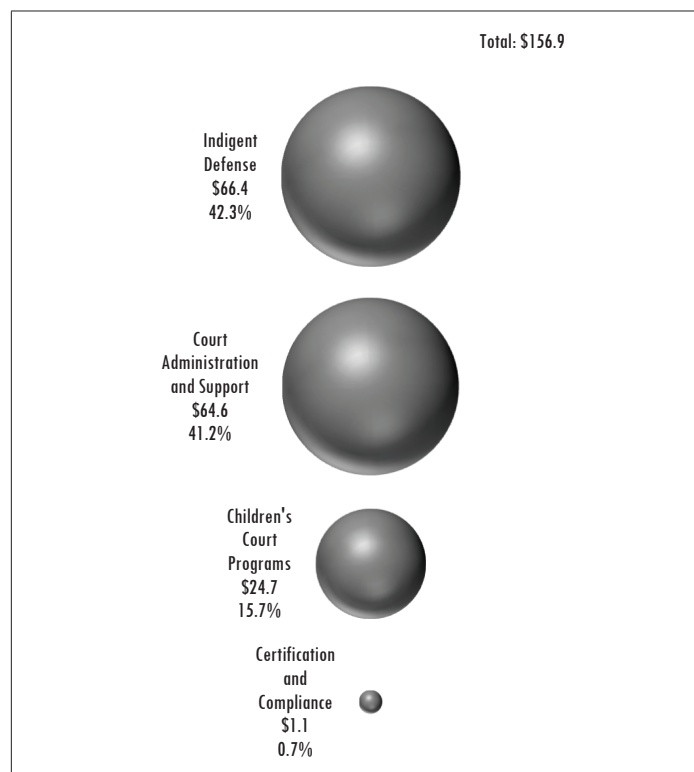 Total: $156.9
Indigent
Defense
$66.4
42.3%
Court
Administration
and Support
$64.6
41.2%
Children's
Court
Programs
$24.7
15.7%
Certification
and
Compliance
$1.1
0.7%